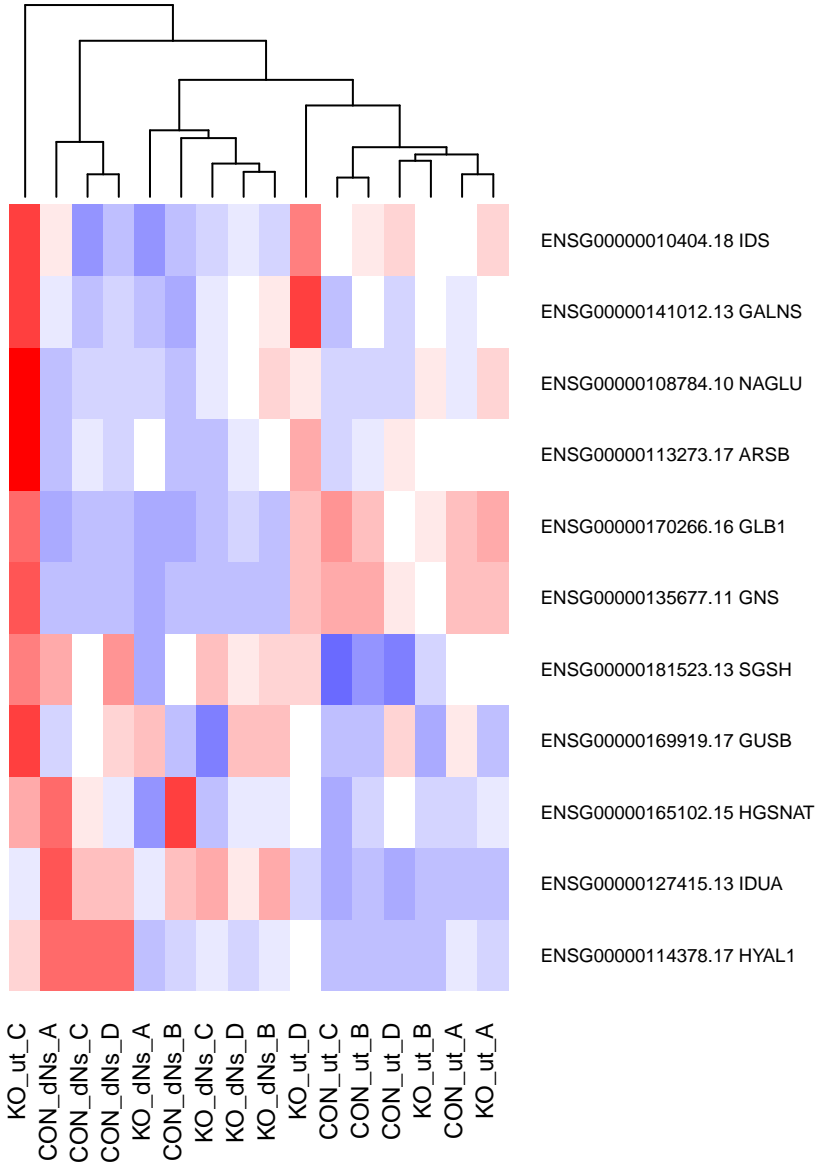 ENSG00000010404.18 IDS
ENSG00000141012.13 GALNS
ENSG00000108784.10 NAGLU
ENSG00000113273.17 ARSB
ENSG00000170266.16 GLB1
ENSG00000135677.11 GNS
ENSG00000181523.13 SGSH
ENSG00000169919.17 GUSB
ENSG00000165102.15 HGSNAT
ENSG00000127415.13 IDUA
ENSG00000114378.17 HYAL1
KO_ut_C
CON_dNs_A
CON_dNs_C
CON_dNs_D
KO_dNs_A
CON_dNs_B
KO_dNs_C
KO_dNs_D
KO_dNs_B
KO_ut_D
CON_ut_C
CON_ut_B
CON_ut_D
KO_ut_B
CON_ut_A
KO_ut_A